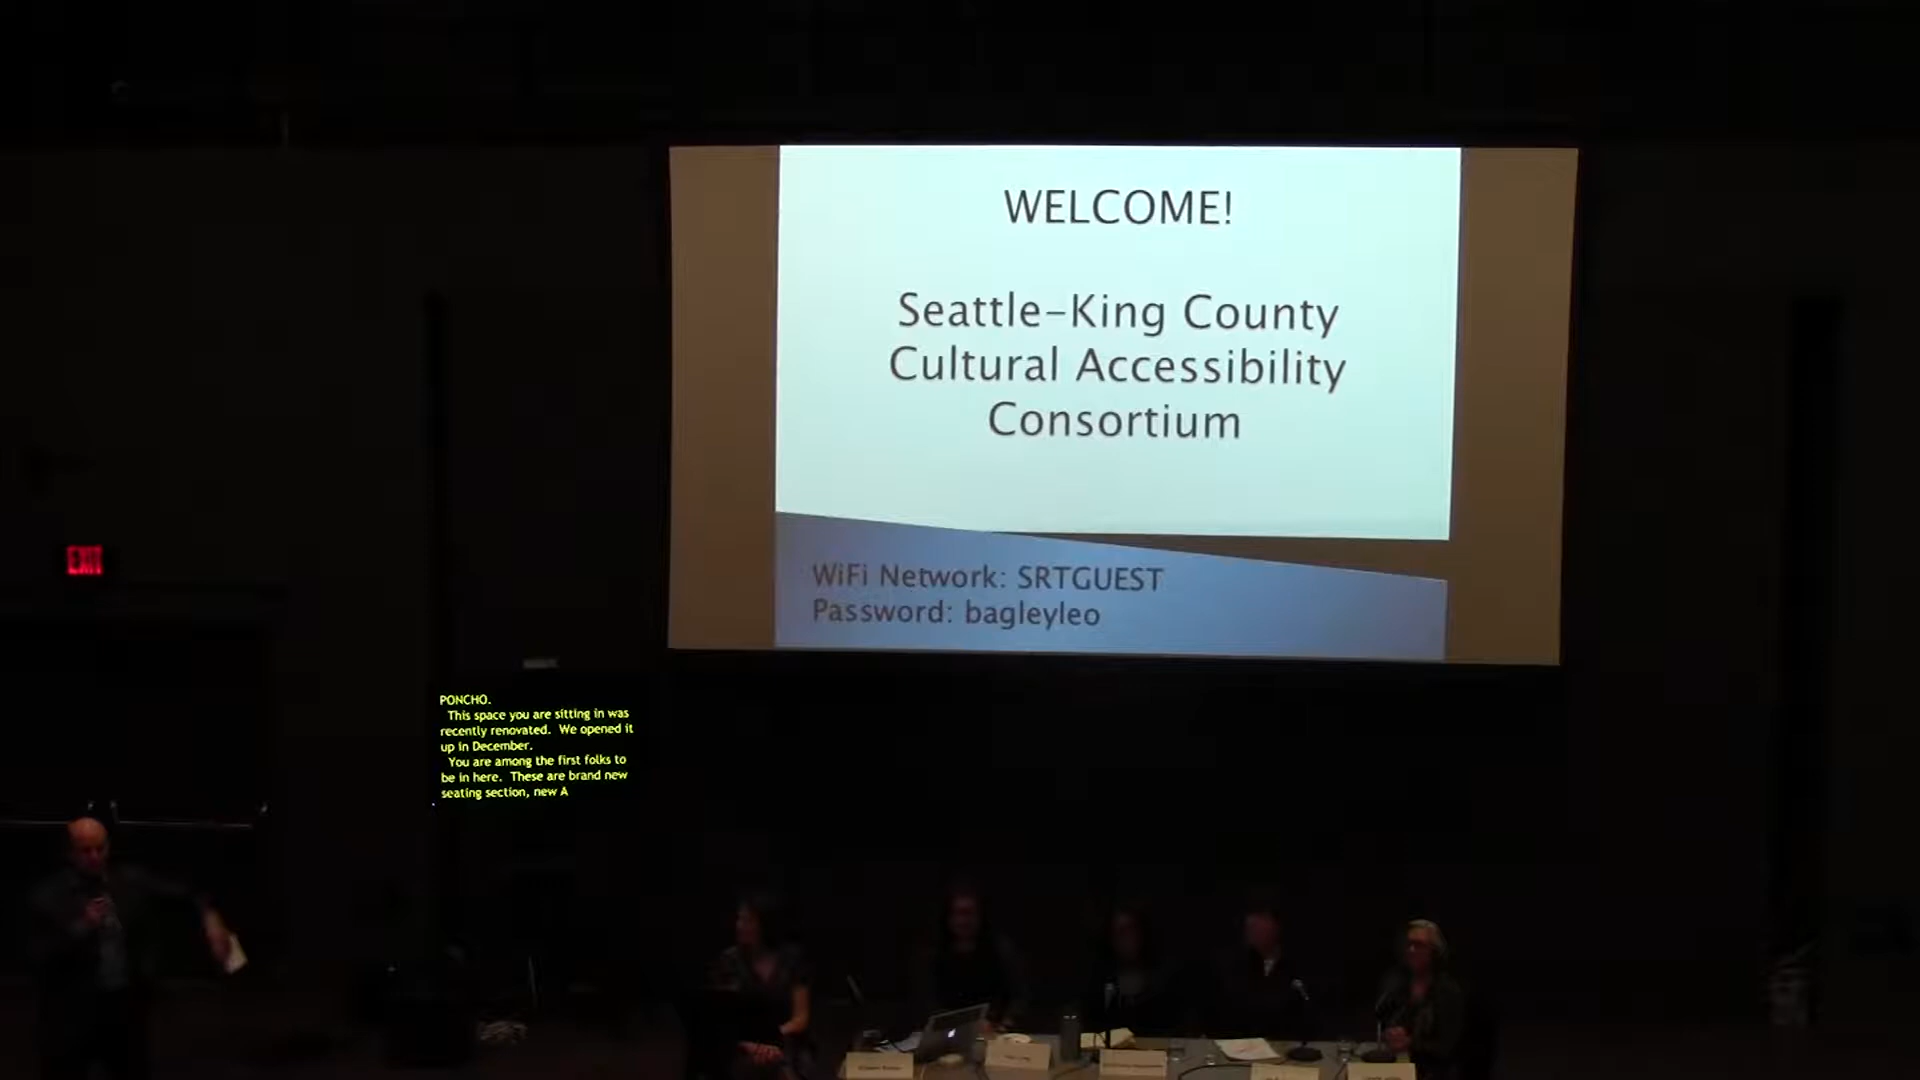 WELCOME!
Seattle-King County
Cultural Accessibility
Consortium
WiFi Network: SRTGUEST
Password: bagleyleo
EXIT
PONCHO.
This space you are sitting in was
recently renovated. We opened it
up in December.
You are among the first folks to
be in here. These are brand new
seating section, new A